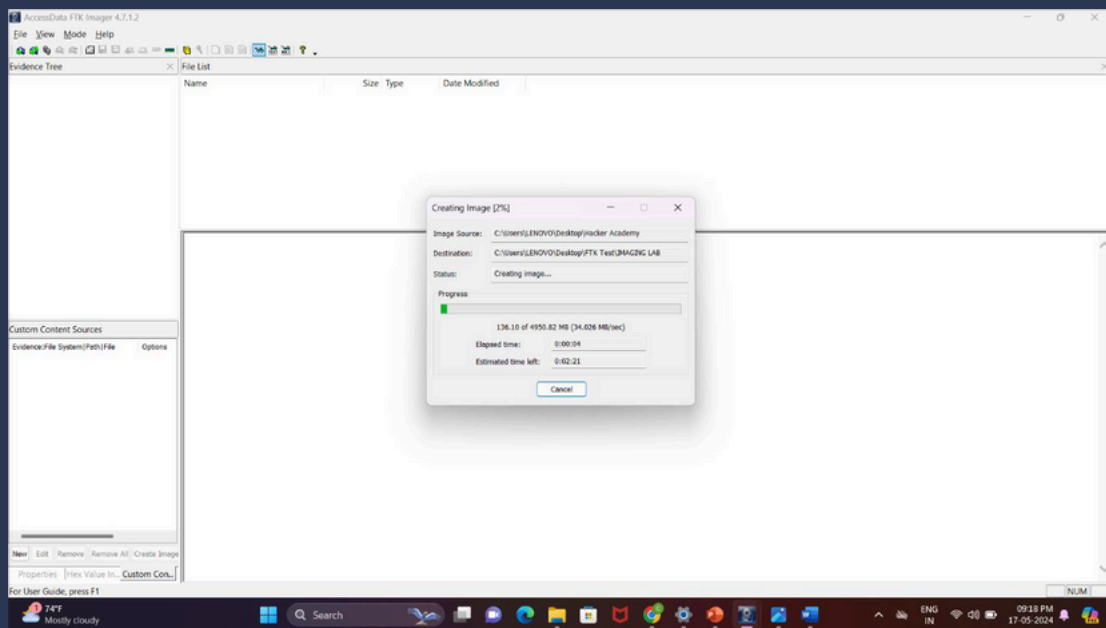 AccessData FTK Imager 4.7.1.2
File View Mode Help
Evidence Tree
File List
Name Size Type Date Modified
Creating Image [2%]
Image Source: C:\Users\LENOVO\Desktop\Hacker Academy
Destination: C:\Users\LENOVO\Desktop\FTK Test\IMAGING LAB
Status: Creating image...
Progress
136.10 of 4950.82 MB (34.026 MB/sec)
Elapsed time: 0:00:04
Estimated time left: 0:02:21
Cancel
Custom Content Sources
Evidence:File System|Path|File Options
New Edit Remove Remove All Create Image
Properties Hex Value In... Custom Con...
For User Guide, press F1
NUM
1
74°F
Mostly cloudy
Search
ENG
IN
09:18 PM
17-05-2024